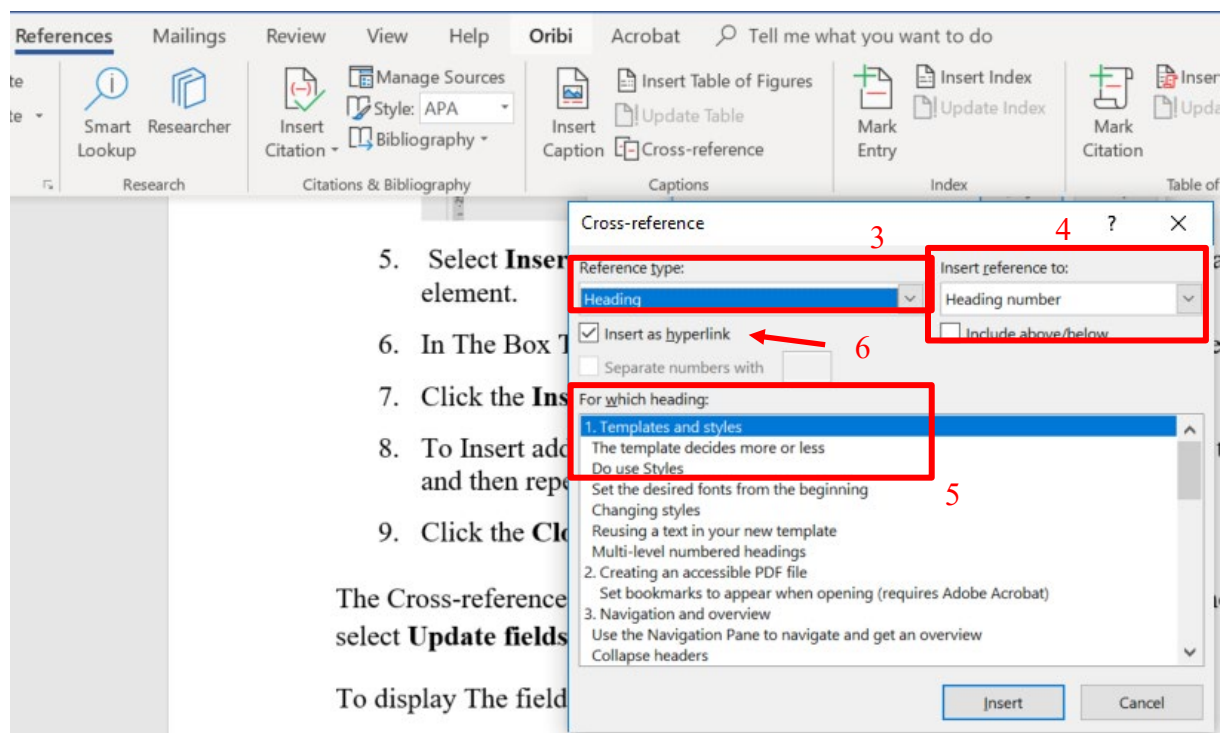 References Mailings Review View Help Oribi Acrobat Tell me what you want to do
Smart Lookup
Researcher
Research
Insert Citation
Manage Sources
Style: APA
Bibliography
Citations & Bibliography
Insert Caption
Insert Table of Figures
Update Table
Cross-reference
Captions
Mark Entry
Insert Index
Update Index
Index
Mark Citation
Table of
5. Select Inser
element.
6. In The Box T
7. Click the Ins
8. To Insert add
and then repe
9. Click the Clo
The Cross-reference
select Update fields
To display The field
Cross-reference ? 
3
4
Reference type:
Insert reference to:
Heading
Heading number
Insert as hyperlink
6
Include above/below
Separate numbers with
For which heading:
1. Templates and styles
The template decides more or less
Do use Styles
Set the desired fonts from the beginning
5
Changing styles
Reusing a text in your new template
Multi-level numbered headings
2. Creating an accessible PDF file
Set bookmarks to appear when opening (requires Adobe Acrobat)
3. Navigation and overview
Use the Navigation Pane to navigate and get an overview
Collapse headers
Insert
Cancel